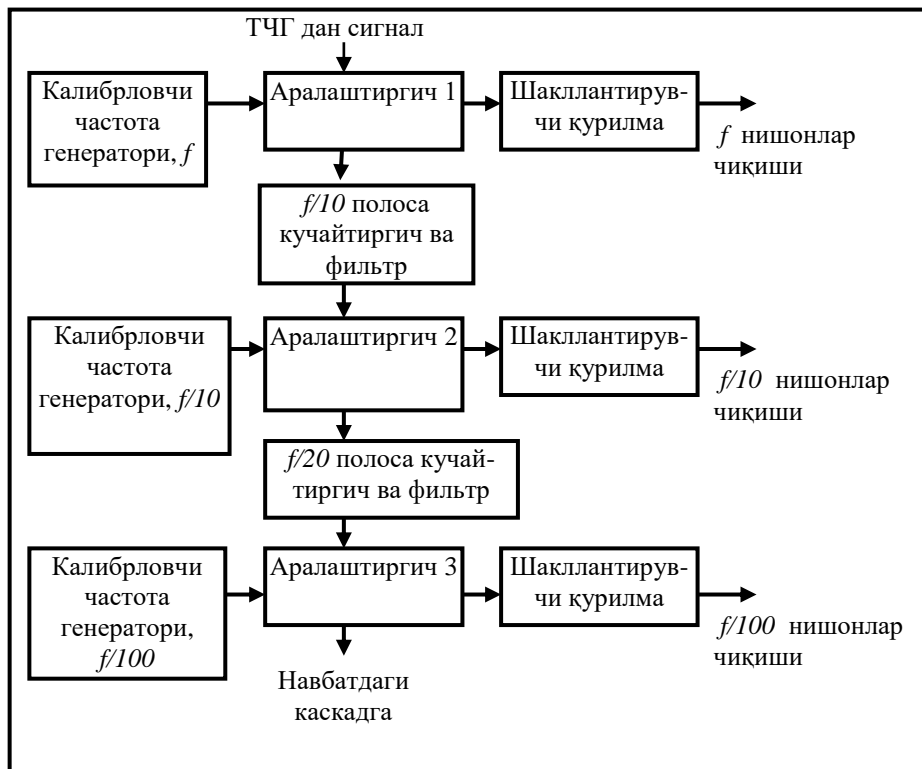 ТЧГ дан сигнал
Калибрловчи
частота
генератори, f
Аралаштиргич 1
Шакллантирув-
чи қурилма
f нишонлар
чиқиши
f/10 полоса
кучайтиргич ва
фильтр
Калибрловчи
частота
генератори, f/10
Аралаштиргич 2
Шакллантирув-
чи қурилма
f/10 нишонлар
чиқиши
f/20 полоса кучай-
тиргич ва фильтр
Калибрловчи
частота
генератори,
f/100
Аралаштиргич 3
Шакллантирув-
чи қурилма
f/100 нишонлар
чиқиши
Навбатдаги
каскадга